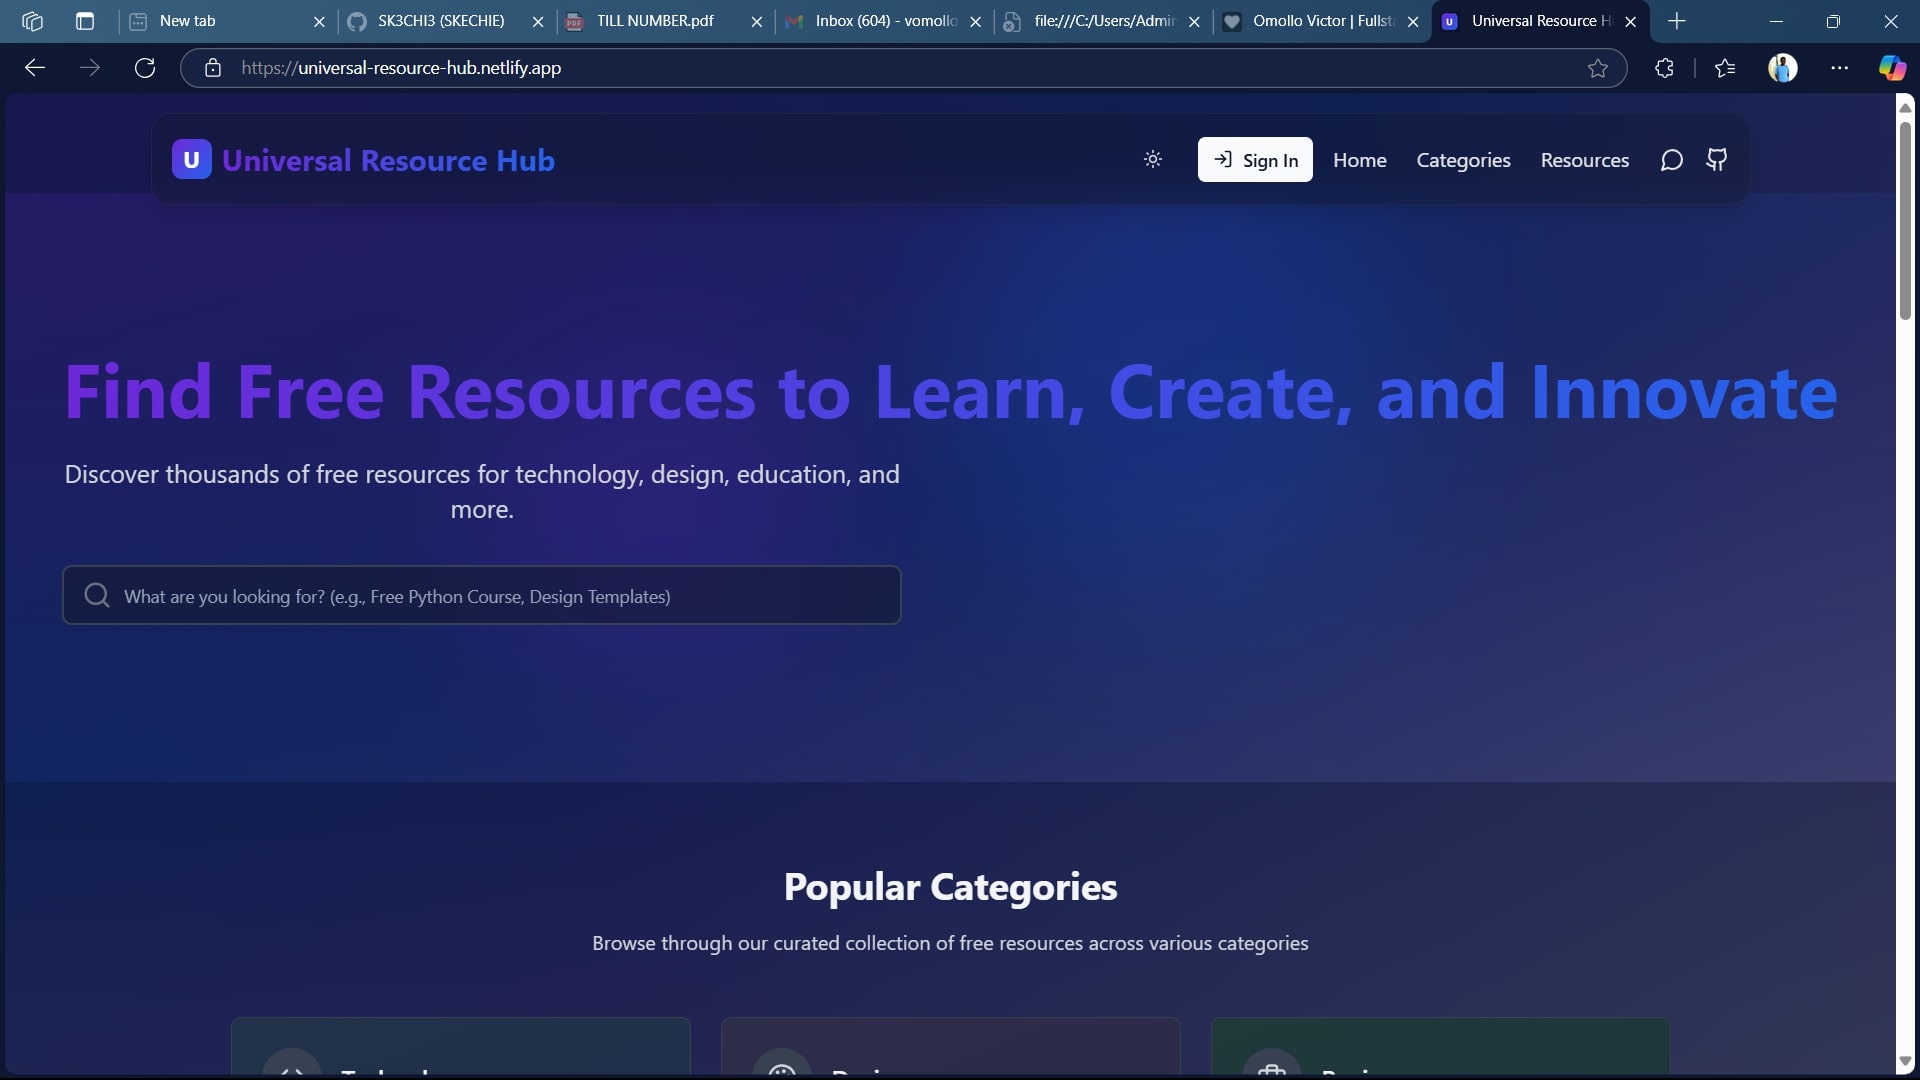 New tab
SK3CHI3 (SKECHIE)
TILL NUMBER.pdf
Inbox (604) - vomollo
file:///C:/Users/Admin
Omollo Victor | Fullst
Universal Resource H
https://universal-resource-hub.netlify.app
U Universal Resource Hub
Sign In
Home
Categories
Resources
Find Free Resources to Learn, Create, and Innovate
Discover thousands of free resources for technology, design, education, and
more.
What are you looking for? (e.g., Free Python Course, Design Templates)
Popular Categories
Browse through our curated collection of free resources across various categories